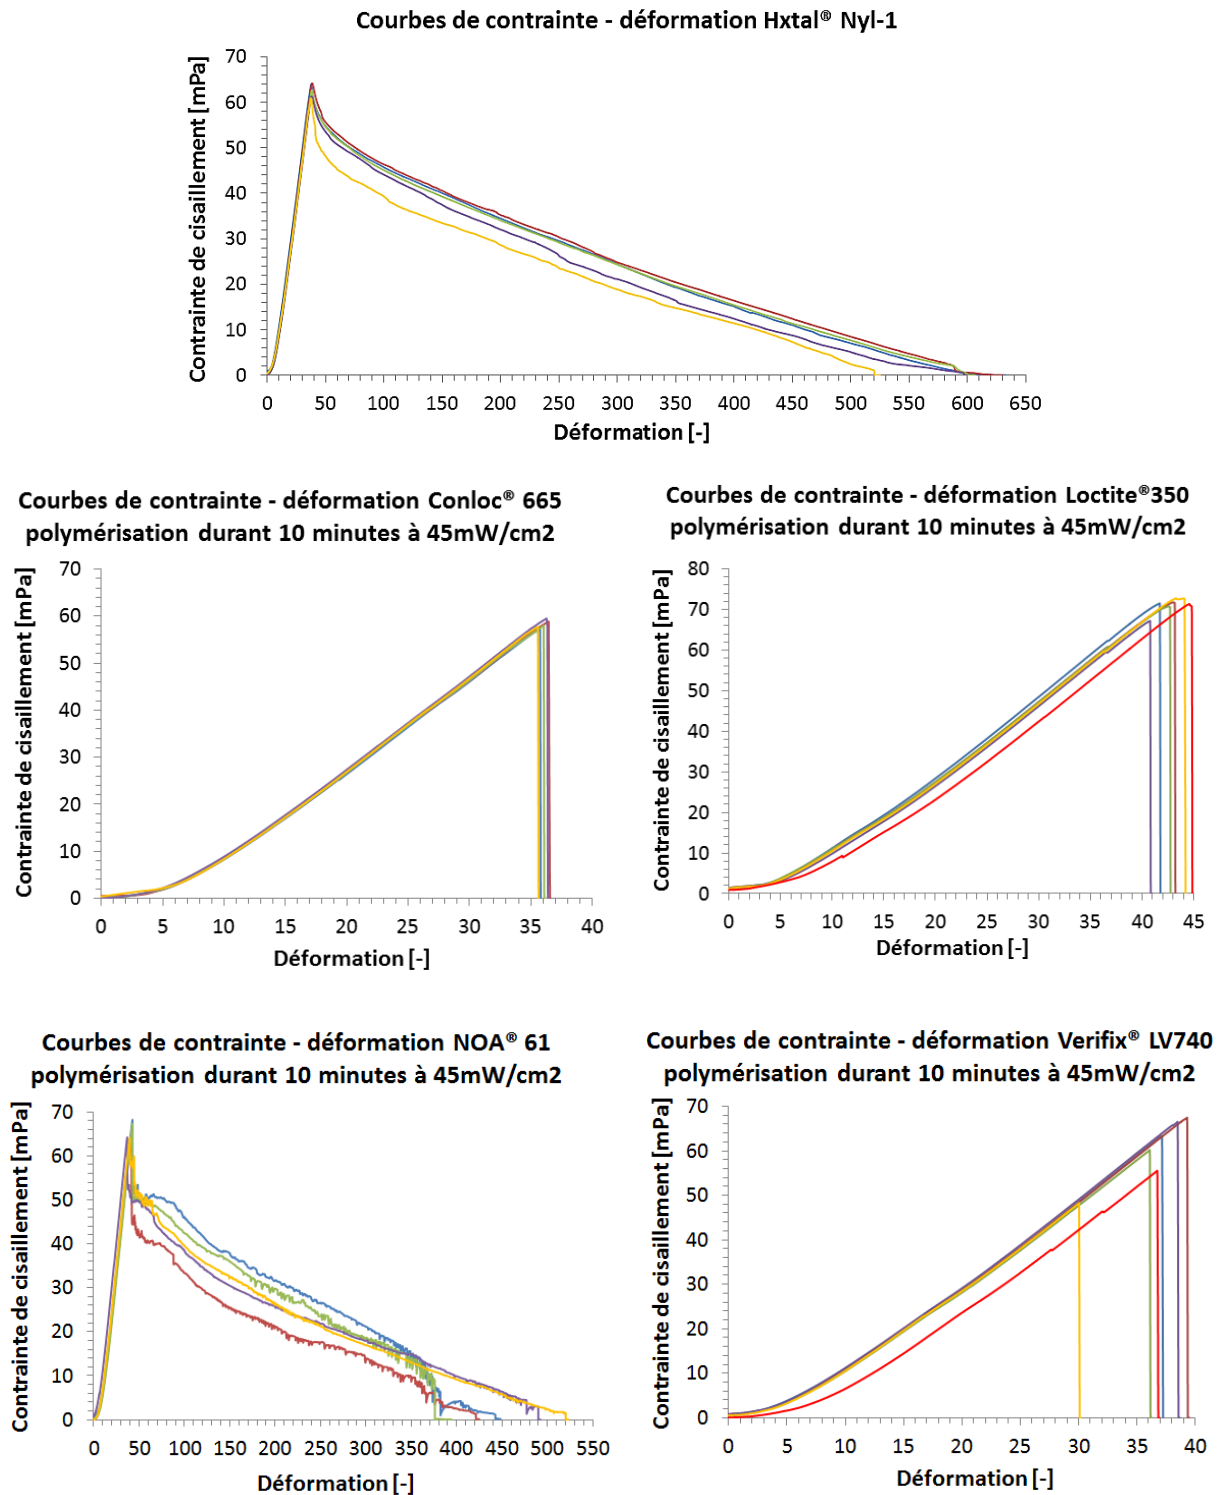 Courbes de contrainte - déformation Hxtal® Nyl-1
Contrainte de cisaillement [mPa]
70
60
50
40
30
20
10
0
0 50 100 150 200 250 300 350 400 450 500 550 600 650
Déformation [-]
Courbes de contrainte - déformation Conloc® 665
polymérisation durant 10 minutes à 45mW/cm2
Contrainte de cisaillement [mPa]
70
60
50
40
30
20
10
0
0 5 10 15 20 25 30 35 40
Déformation [-]
Courbes de contrainte - déformation Loctite®350
polymérisation durant 10 minutes à 45mW/cm2
Contrainte de cisaillement [mPa]
80
70
60
50
40
30
20
10
0
0 5 10 15 20 25 30 35 40 45
Déformation [-]
Courbes de contrainte - déformation NOA® 61
polymérisation durant 10 minutes à 45mW/cm2
Contrainte de cisaillement [mPa]
70
60
50
40
30
20
10
0
0 50 100 150 200 250 300 350 400 450 500 550
Déformation [-]
Courbes de contrainte - déformation Verifix® LV740
polymérisation durant 10 minutes à 45mW/cm2
Contrainte de cisaillement [mPa]
70
60
50
40
30
20
10
0
0 5 10 15 20 25 30 35 40
Déformation [-]